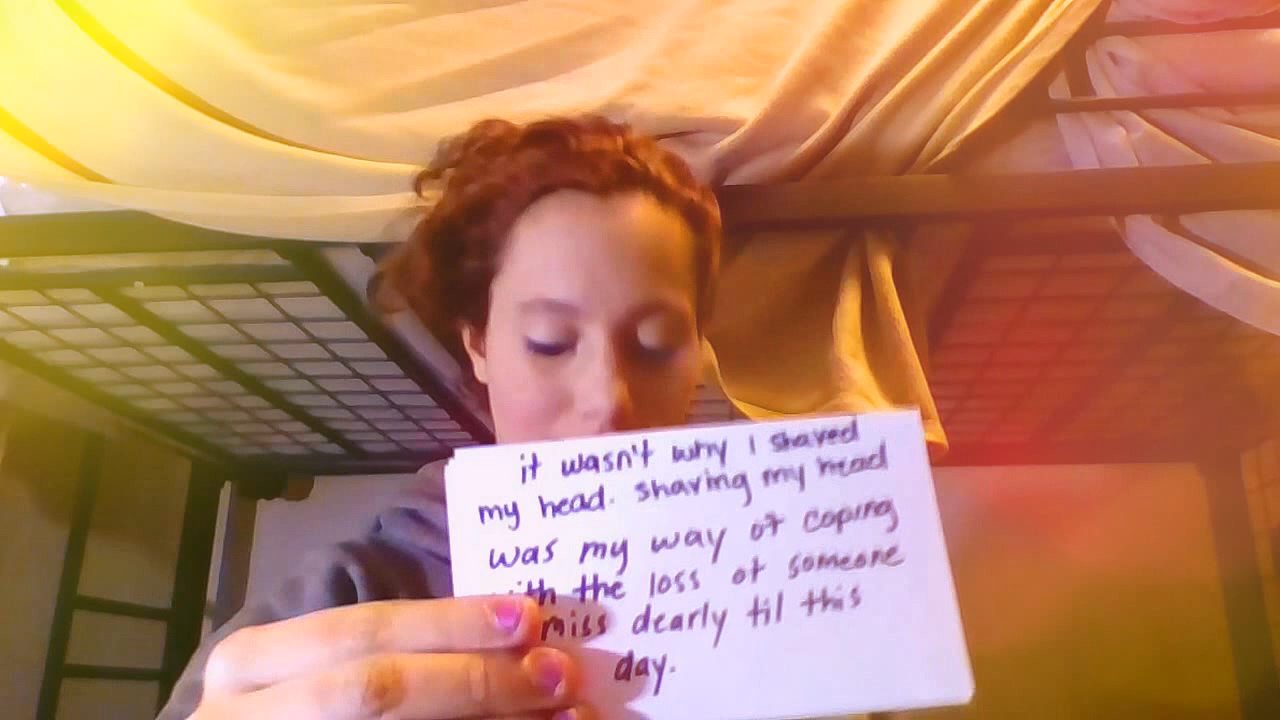 it wasn't why I shaved
my head. shaving my head
was my way of coping
with the loss of someone
miss dearly til this
day.